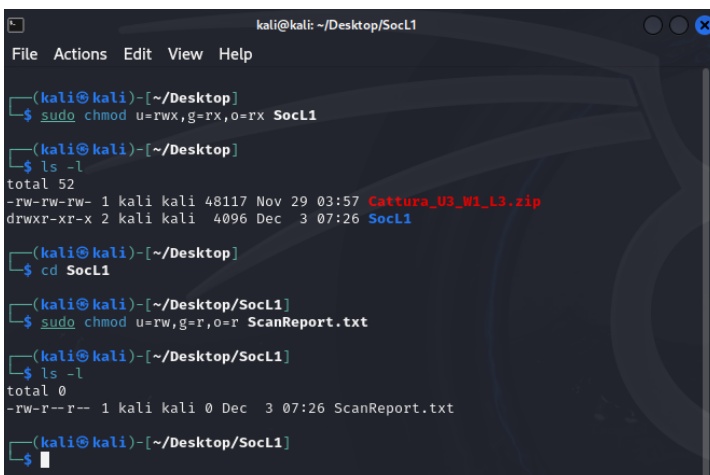 kali@kali: ~/Desktop/SocL1
File Actions Edit View Help
┌──(kali㉿kali)-[~/Desktop]
└─$ sudo chmod u=rwx,g=rx,o=rx SocL1
┌──(kali㉿kali)-[~/Desktop]
└─$ ls -l
total 52
-rw-rw-rw- 1 kali kali 48117 Nov 29 03:57 Cattura_U3_W1_L3.zip
drwxr-xr-x 2 kali kali  4096 Dec  3 07:26 SocL1
┌──(kali㉿kali)-[~/Desktop]
└─$ cd SocL1
┌──(kali㉿kali)-[~/Desktop/SocL1]
└─$ sudo chmod u=rw,g=r,o=r ScanReport.txt
┌──(kali㉿kali)-[~/Desktop/SocL1]
└─$ ls -l
total 0
-rw-r--r-- 1 kali kali 0 Dec  3 07:26 ScanReport.txt
┌──(kali㉿kali)-[~/Desktop/SocL1]
└─$